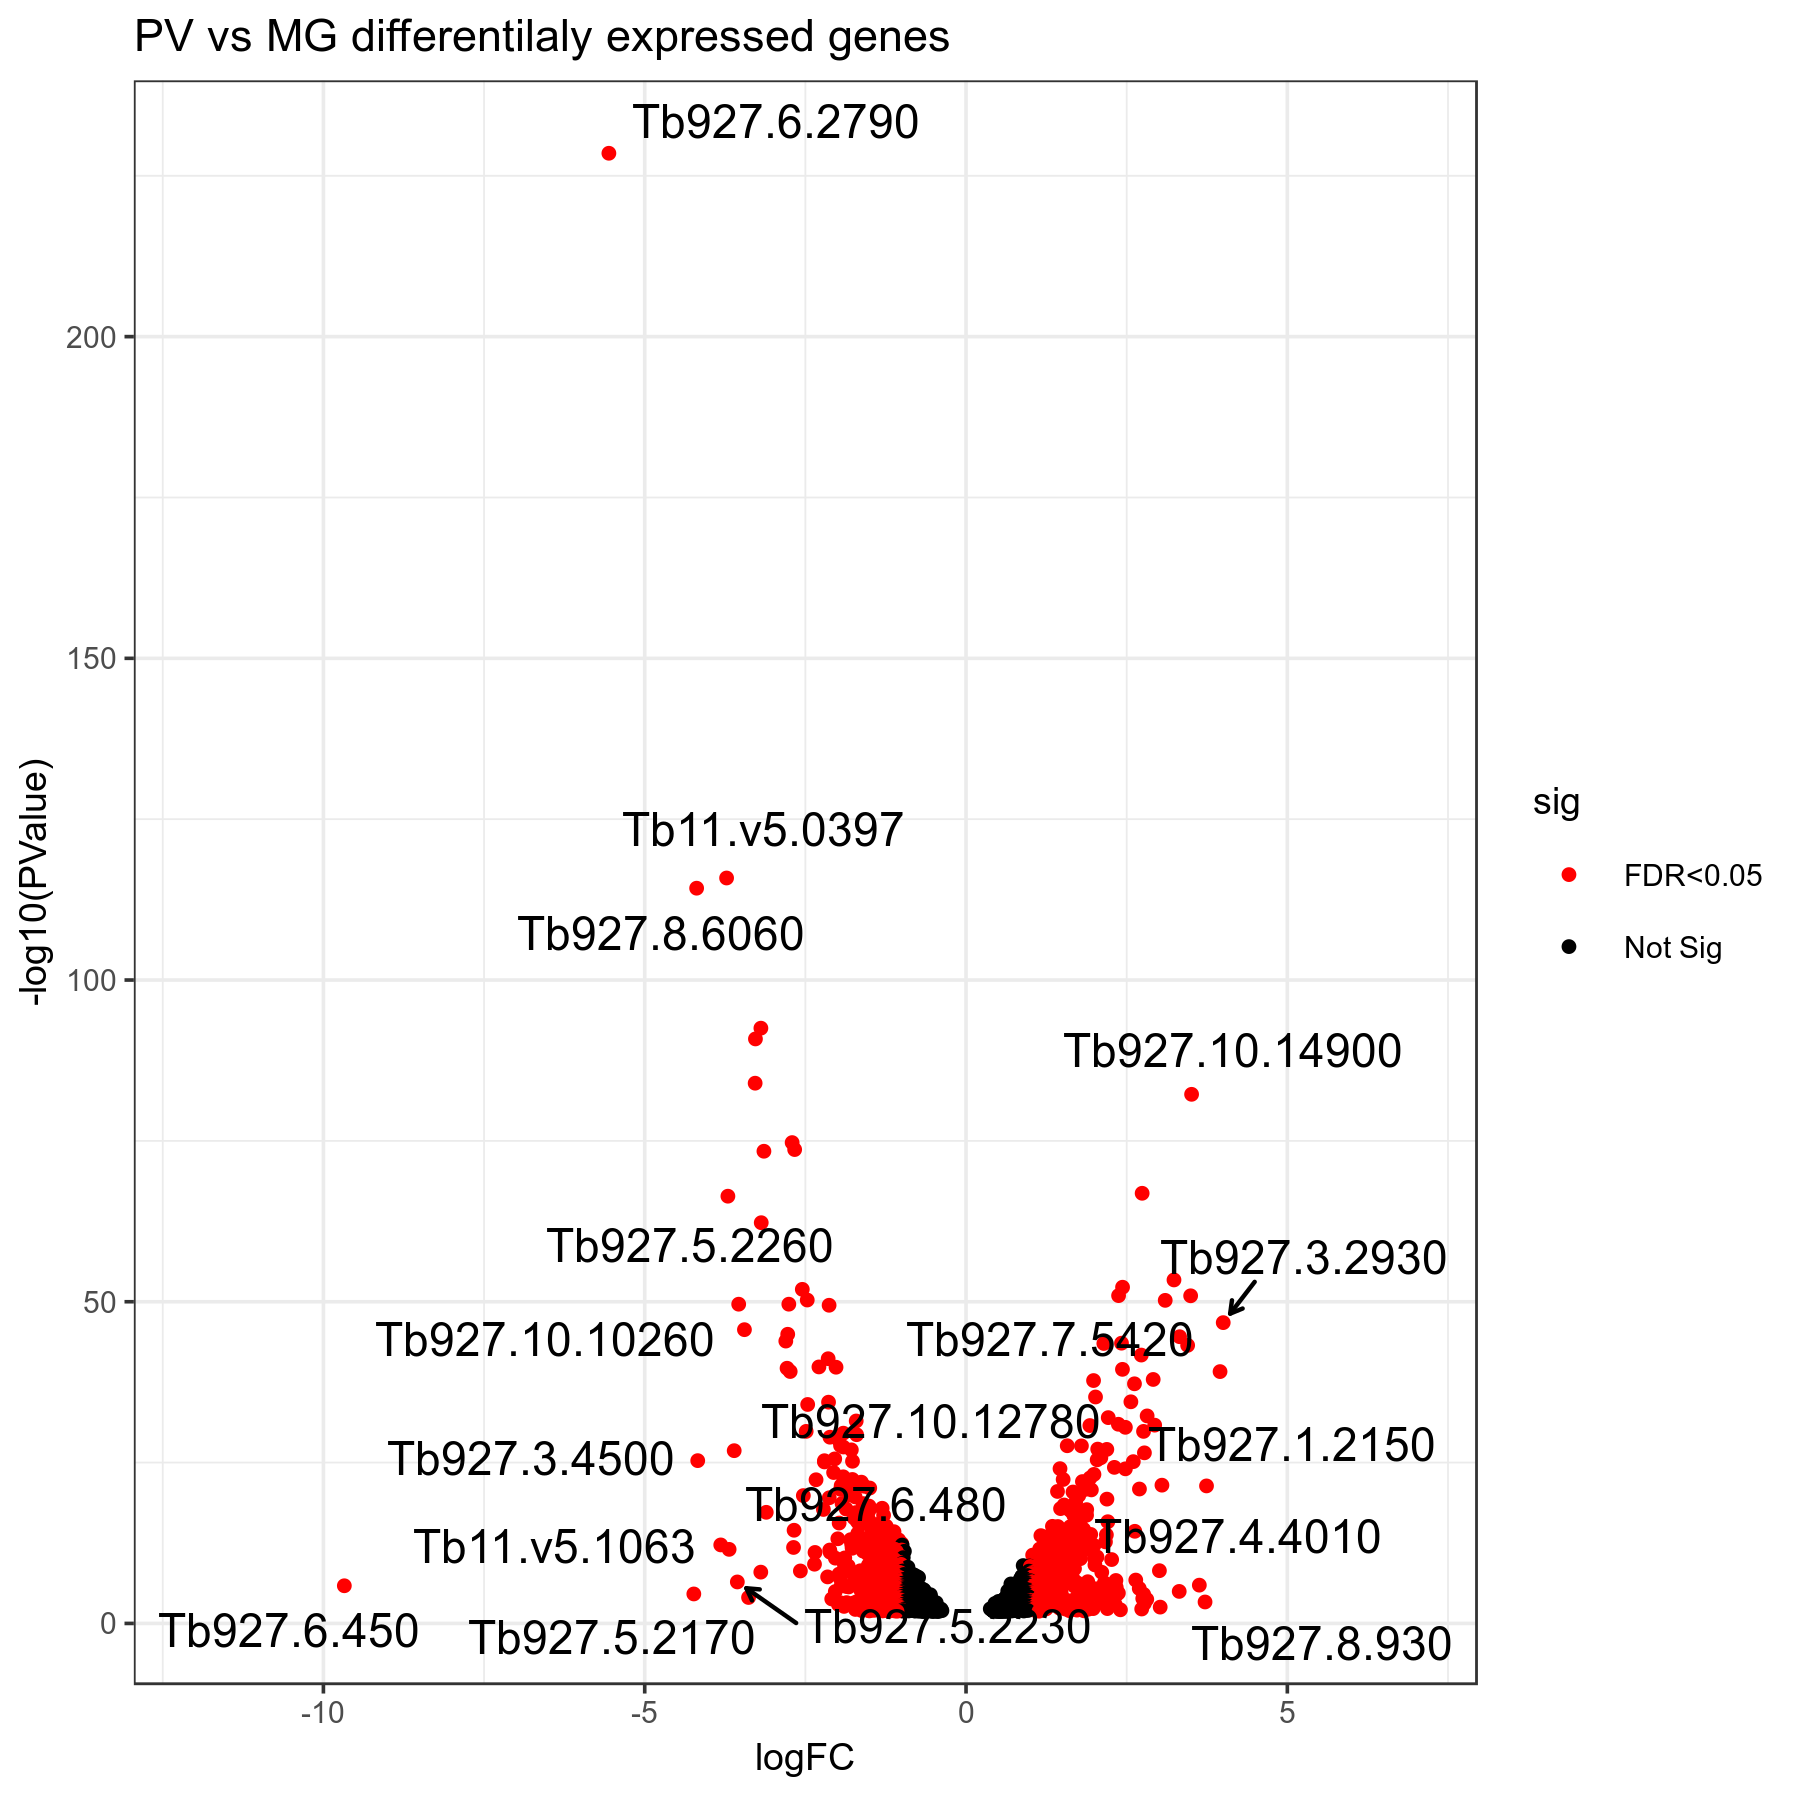 PV vs MG differentilaly expressed genes
Tb927.6.2790
200
150
Tb11.v5.0397
Tb927.8.6060
100
Tb927.10.14900
Tb927.5.2260
Tb927.3.2930
50
Tb927.10.10260
Tb927.7.5420
Tb927.10.12780
Tb927.3.4500
Tb927.1.2150
Tb927.6.480
Tb11.v5.1063
Tb927.4.4010
0
Tb927.6.450
Tb927.5.2170
Tb927.5.2230
Tb927.8.930
-10
-5
0
5
logFC
-log10(PValue)
sig
FDR<0.05
Not Sig